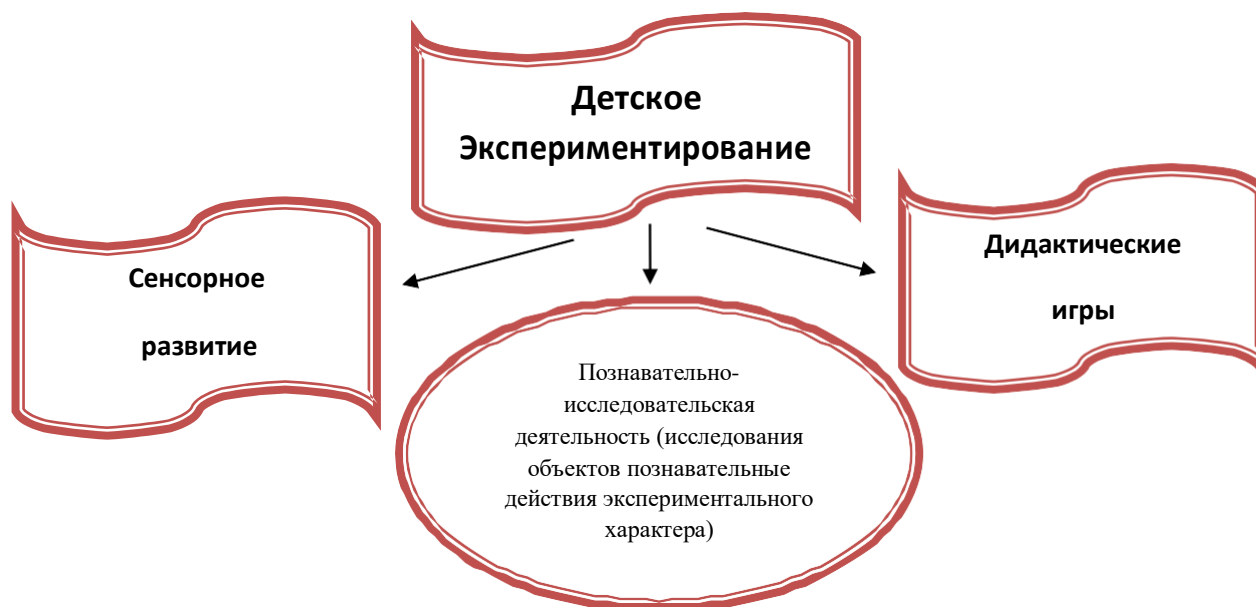 Детское
Экспериментирование
Сенсорное
развитие
Дидактические
игры
Познавательно-
исследовательская
деятельность (исследования
объектов познавательные
действия экспериментального
характера)